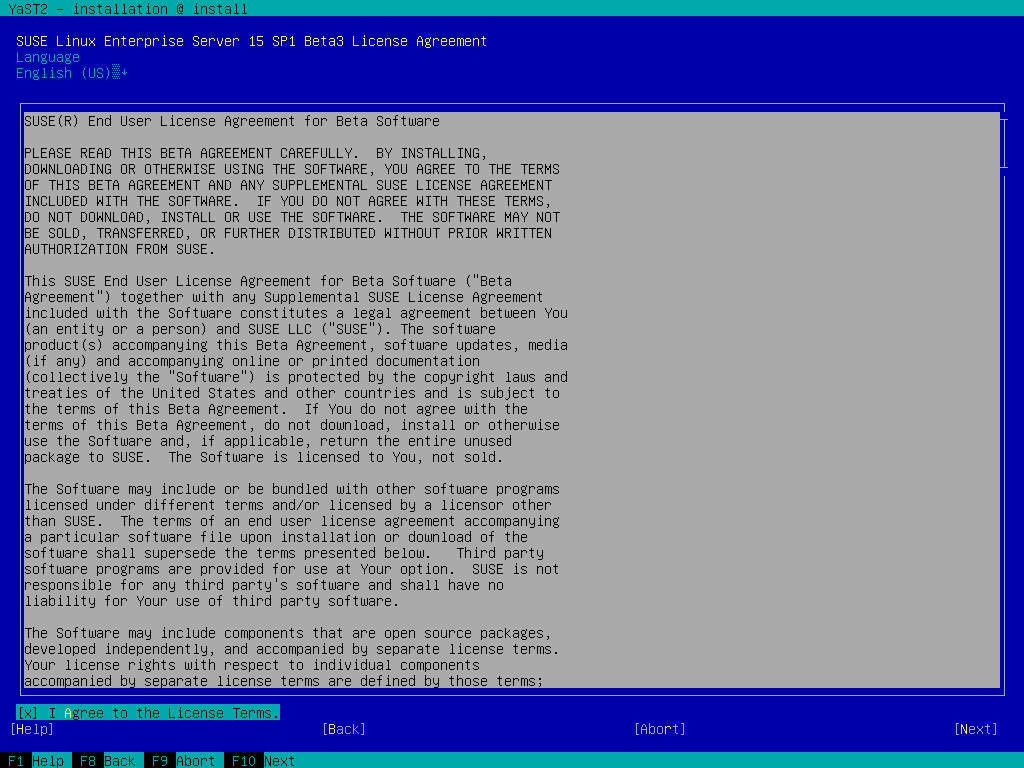 YaST2 - installation @ install
SUSE Linux Enterprise Server 15 SP1 Beta3 License Agreement
Language
English (US)▒↓
SUSE(R) End User License Agreement for Beta Software
PLEASE READ THIS BETA AGREEMENT CAREFULLY.  BY INSTALLING,
DOWNLOADING OR OTHERWISE USING THE SOFTWARE, YOU AGREE TO THE TERMS
OF THIS BETA AGREEMENT AND ANY SUPPLEMENTAL SUSE LICENSE AGREEMENT
INCLUDED WITH THE SOFTWARE.  IF YOU DO NOT AGREE WITH THESE TERMS,
DO NOT DOWNLOAD, INSTALL OR USE THE SOFTWARE.  THE SOFTWARE MAY NOT
BE SOLD, TRANSFERRED, OR FURTHER DISTRIBUTED WITHOUT PRIOR WRITTEN
AUTHORIZATION FROM SUSE.
This SUSE End User License Agreement for Beta Software ("Beta
Agreement") together with any Supplemental SUSE License Agreement
included with the Software constitutes a legal agreement between You
(an entity or a person) and SUSE LLC ("SUSE"). The software
product(s) accompanying this Beta Agreement, software updates, media
(if any) and accompanying online or printed documentation
(collectively the "Software") is protected by the copyright laws and
treaties of the United States and other countries and is subject to
the terms of this Beta Agreement.  If You do not agree with the
terms of this Beta Agreement, do not download, install or otherwise
use the Software and, if applicable, return the entire unused
package to SUSE.  The Software is licensed to You, not sold.
The Software may include or be bundled with other software programs
licensed under different terms and/or licensed by a licensor other
than SUSE.  The terms of an end user license agreement accompanying
a particular software file upon installation or download of the
software shall supersede the terms presented below.   Third party
software programs are provided for use at Your option.  SUSE is not
responsible for any third party's software and shall have no
liability for Your use of third party software.
The Software may include components that are open source packages,
developed independently, and accompanied by separate license terms.
Your license rights with respect to individual components
accompanied by separate license terms are defined by those terms;
[x] I Agree to the License Terms.
[Help] [Back] [Abort] [Next]
F1 Help F8 Back F9 Abort F10 Next